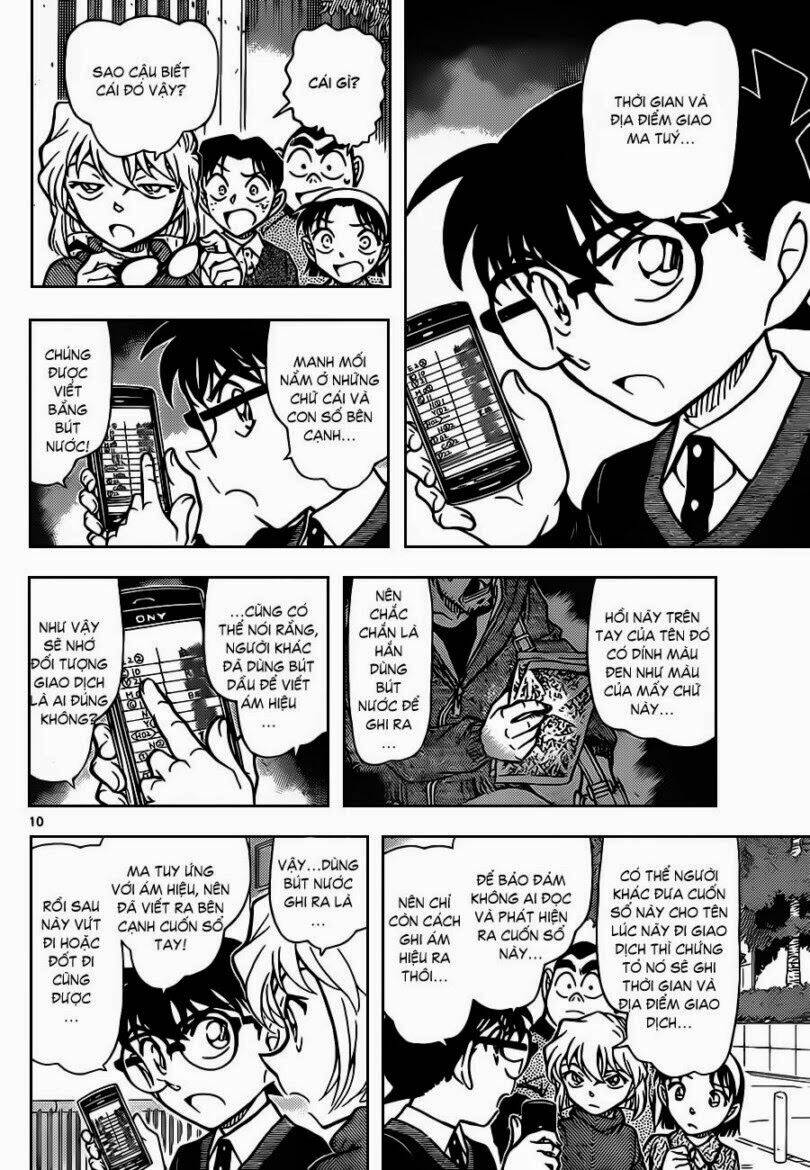 THỜI GIAN VÀ
ĐỊA ĐIỂM GIAO
MA TUÝ...
CÁI GÌ?
SAO CẬU BIẾT
CÁI ĐÓ VẬY?
MANH MỐI
NẰM Ở NHỮNG
CHỮ CÁI VÀ
CON SỐ BÊN
CẠNH...
CHÚNG
ĐƯỢC
VIẾT
BẰNG
BÚT
NƯỚC!
HỒI NÃY TRÊN
TAY CỦA TÊN ĐÓ
CÓ DÍNH MÀU
ĐEN NHƯ MÀU
CỦA MẤY CHỮ
NÀY...
NÊN
CHẮC
CHẮN LÀ
HẮN
DÙNG
BÚT
NƯỚC ĐỂ
GHI RA
...
...CŨNG CÓ
THỂ NÓI RẰNG,
NGƯỜI KHÁC
ĐÃ DÙNG BÚT
DẦU ĐỂ VIẾT
ÁM HIỆU
...
NHƯ VẬY
SẼ NHỚ
ĐỐI TƯỢNG
GIAO DỊCH
LÀ AI ĐÚNG
KHÔNG?
ONY
10
CÓ THỂ NGƯỜI
KHÁC ĐƯA CUỐN
SỔ NÀY CHO TÊN
LÚC NÀY ĐI GIAO
DỊCH THÌ CHỨNG
TỎ NÓ SẼ GHI
THỜI GIAN VÀ
ĐỊA ĐIỂM GIAO
DỊCH...
ĐỂ BẢO ĐẢM
KHÔNG AI ĐỌC
VÀ PHÁT HIỆN
RA CUỐN SỔ
NÀY...
NÊN CHỈ
CÒN CÁCH
GHI ÁM
HIỆU RA
THÔI...
VẬY...DÙNG
BÚT NƯỚC
GHI RA LÀ
...
MA TUY ỨNG
VỚI ÁM HIỆU, NÊN
ĐÃ VIẾT RA BÊN
CẠNH CUỐN SỔ
TAY!
RỒI SAU
NÀY VỨT
ĐI HOẶC
ĐỐT ĐI
CŨNG
ĐƯỢC
...